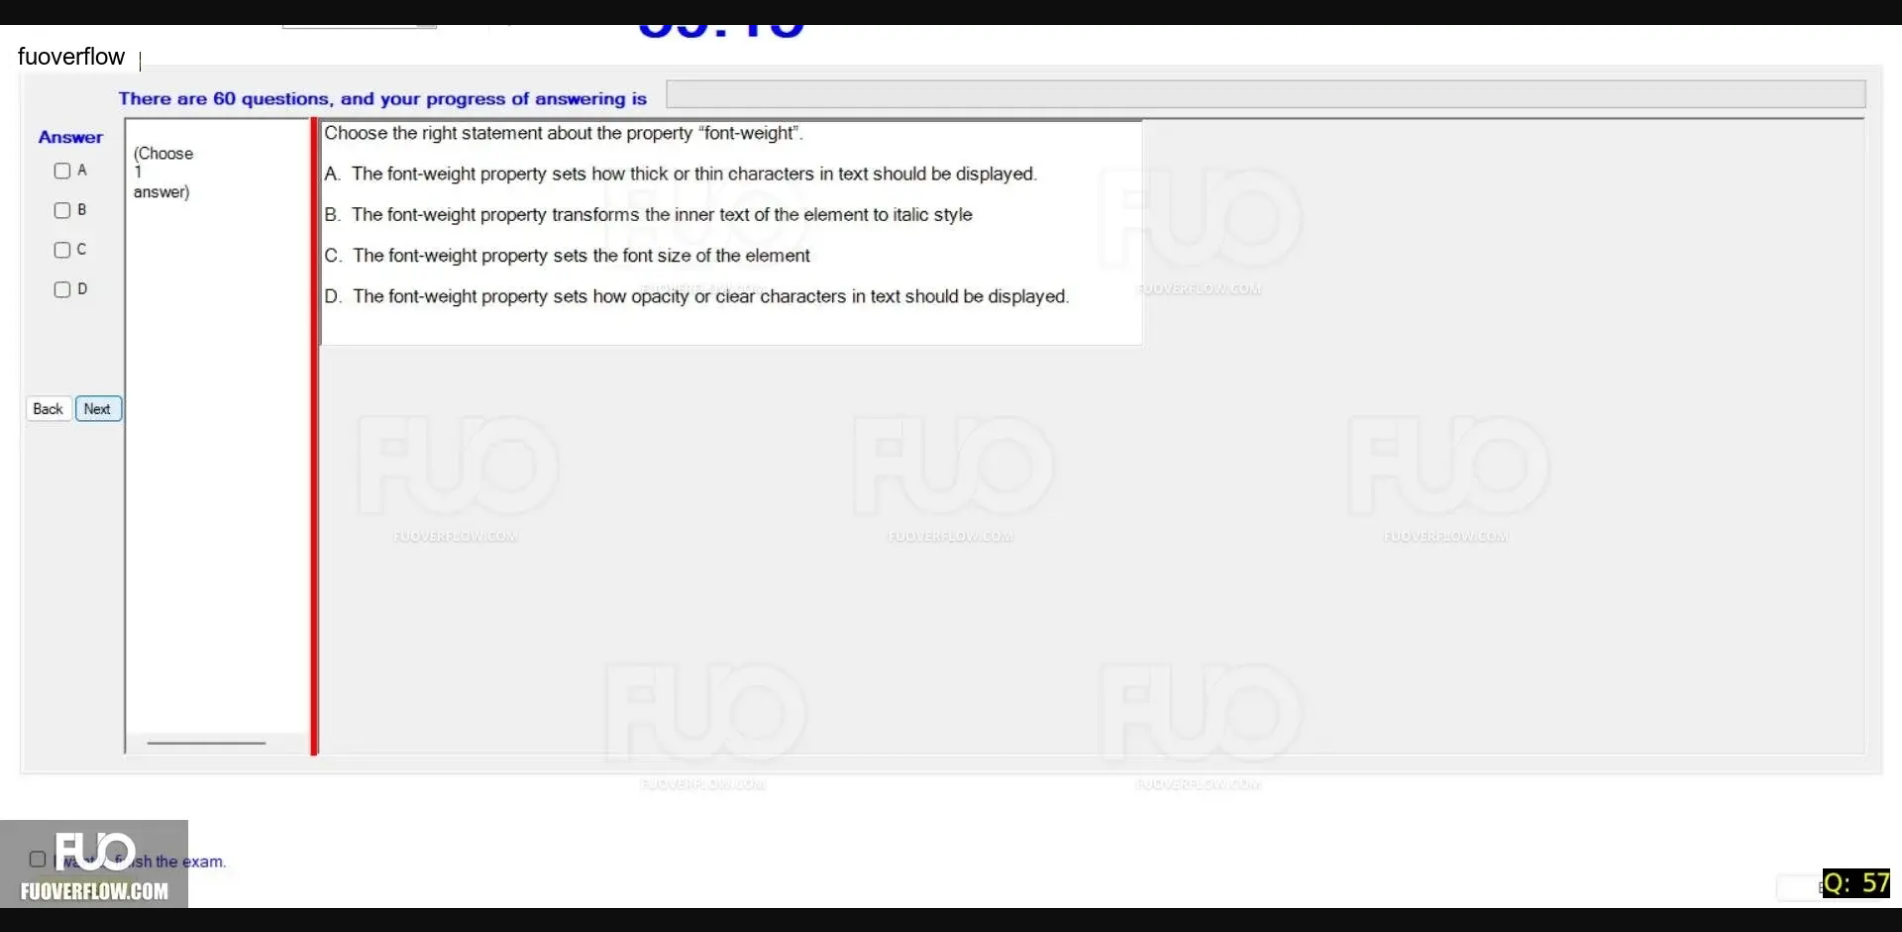 fuoverflow
There are 60 questions, and your progress of answering is
Answer
A
B
C
D
(Choose
1
answer)
Choose the right statement about the property “font-weight”.
A. The font-weight property sets how thick or thin characters in text should be displayed.
B. The font-weight property transforms the inner text of the element to italic style
C. The font-weight property sets the font size of the element
D. The font-weight property sets how opacity or clear characters in text should be displayed.
Back Next
FUO
FUOVERFLOW.COM
FUO
FUOVERFLOW.COM
FUO
FUOVERFLOW.COM
FUO
FUOVERFLOW.COM
FUO
FUOVERFLOW.COM
FUO
FUOVERFLOW.COM
FUO
FUOVERFLOW.COM
the exam.
FUO
FUOVERFLOW.COM
Q: 57